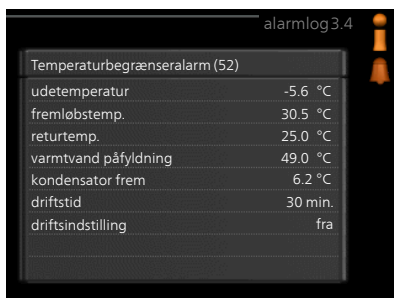 alarmlog 3.4
Temperaturbegrænseralarm (52)
udetemperatur -5.6 °C
fremløbstemp. 30.5 °C
returtemp. 25.0 °C
varmtvand påfyldning 49.0 °C
kondensator frem 6.2 °C
driftstid 30 min.
driftsindstilling fra